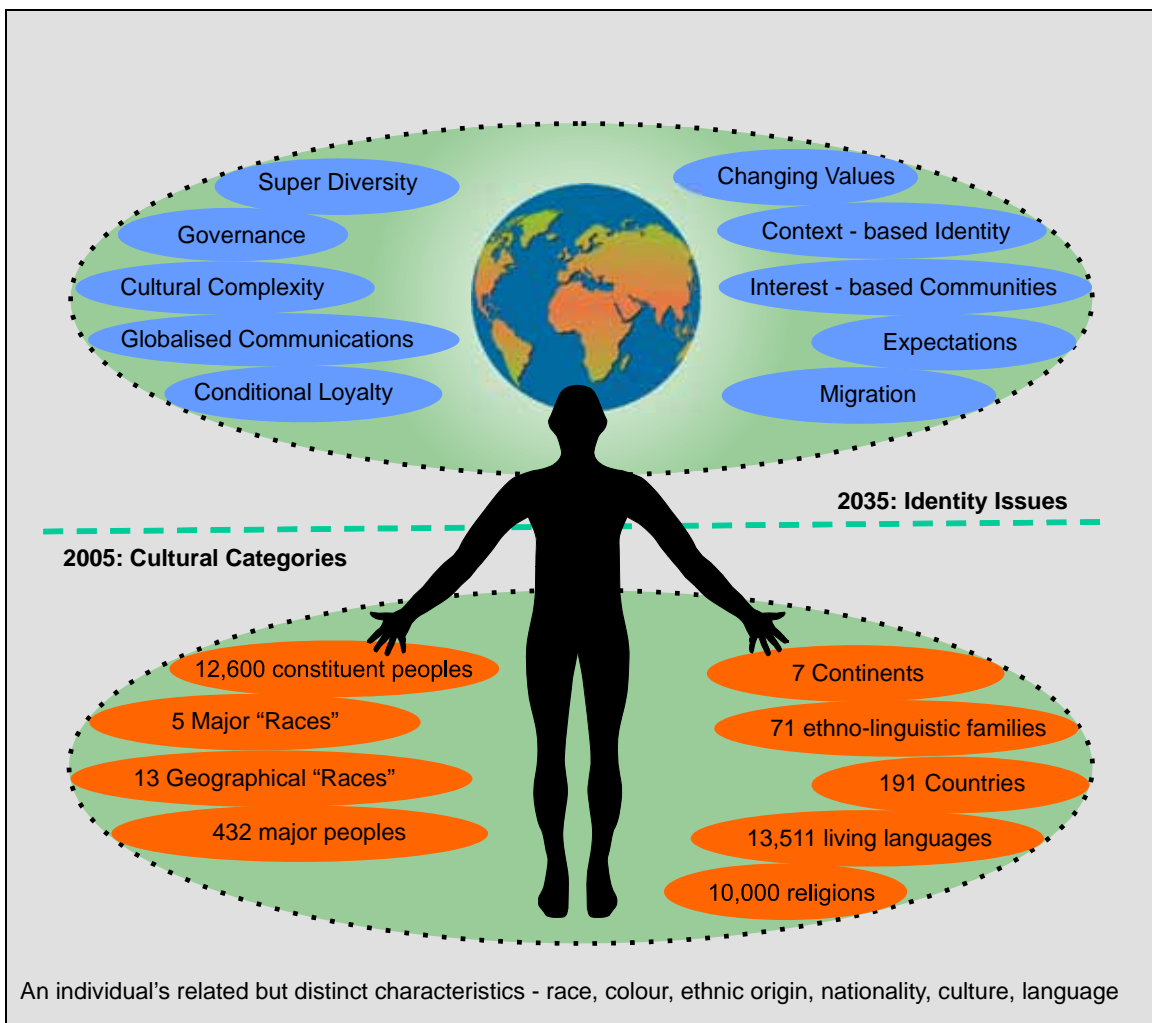 Super Diversity
Governance
Cultural Complexity
Globalised Communications
Conditional Loyalty
Changing Values
Context - based Identity
Interest - based Communities
Expectations
Migration
2035: Identity Issues
2005: Cultural Categories
12,600 constituent peoples
5 Major “Races”
13 Geographical “Races”
432 major peoples
7 Continents
71 ethno-linguistic families
191 Countries
13,511 living languages
10,000 religions
An individual’s related but distinct characteristics - race, colour, ethnic origin, nationality, culture, language